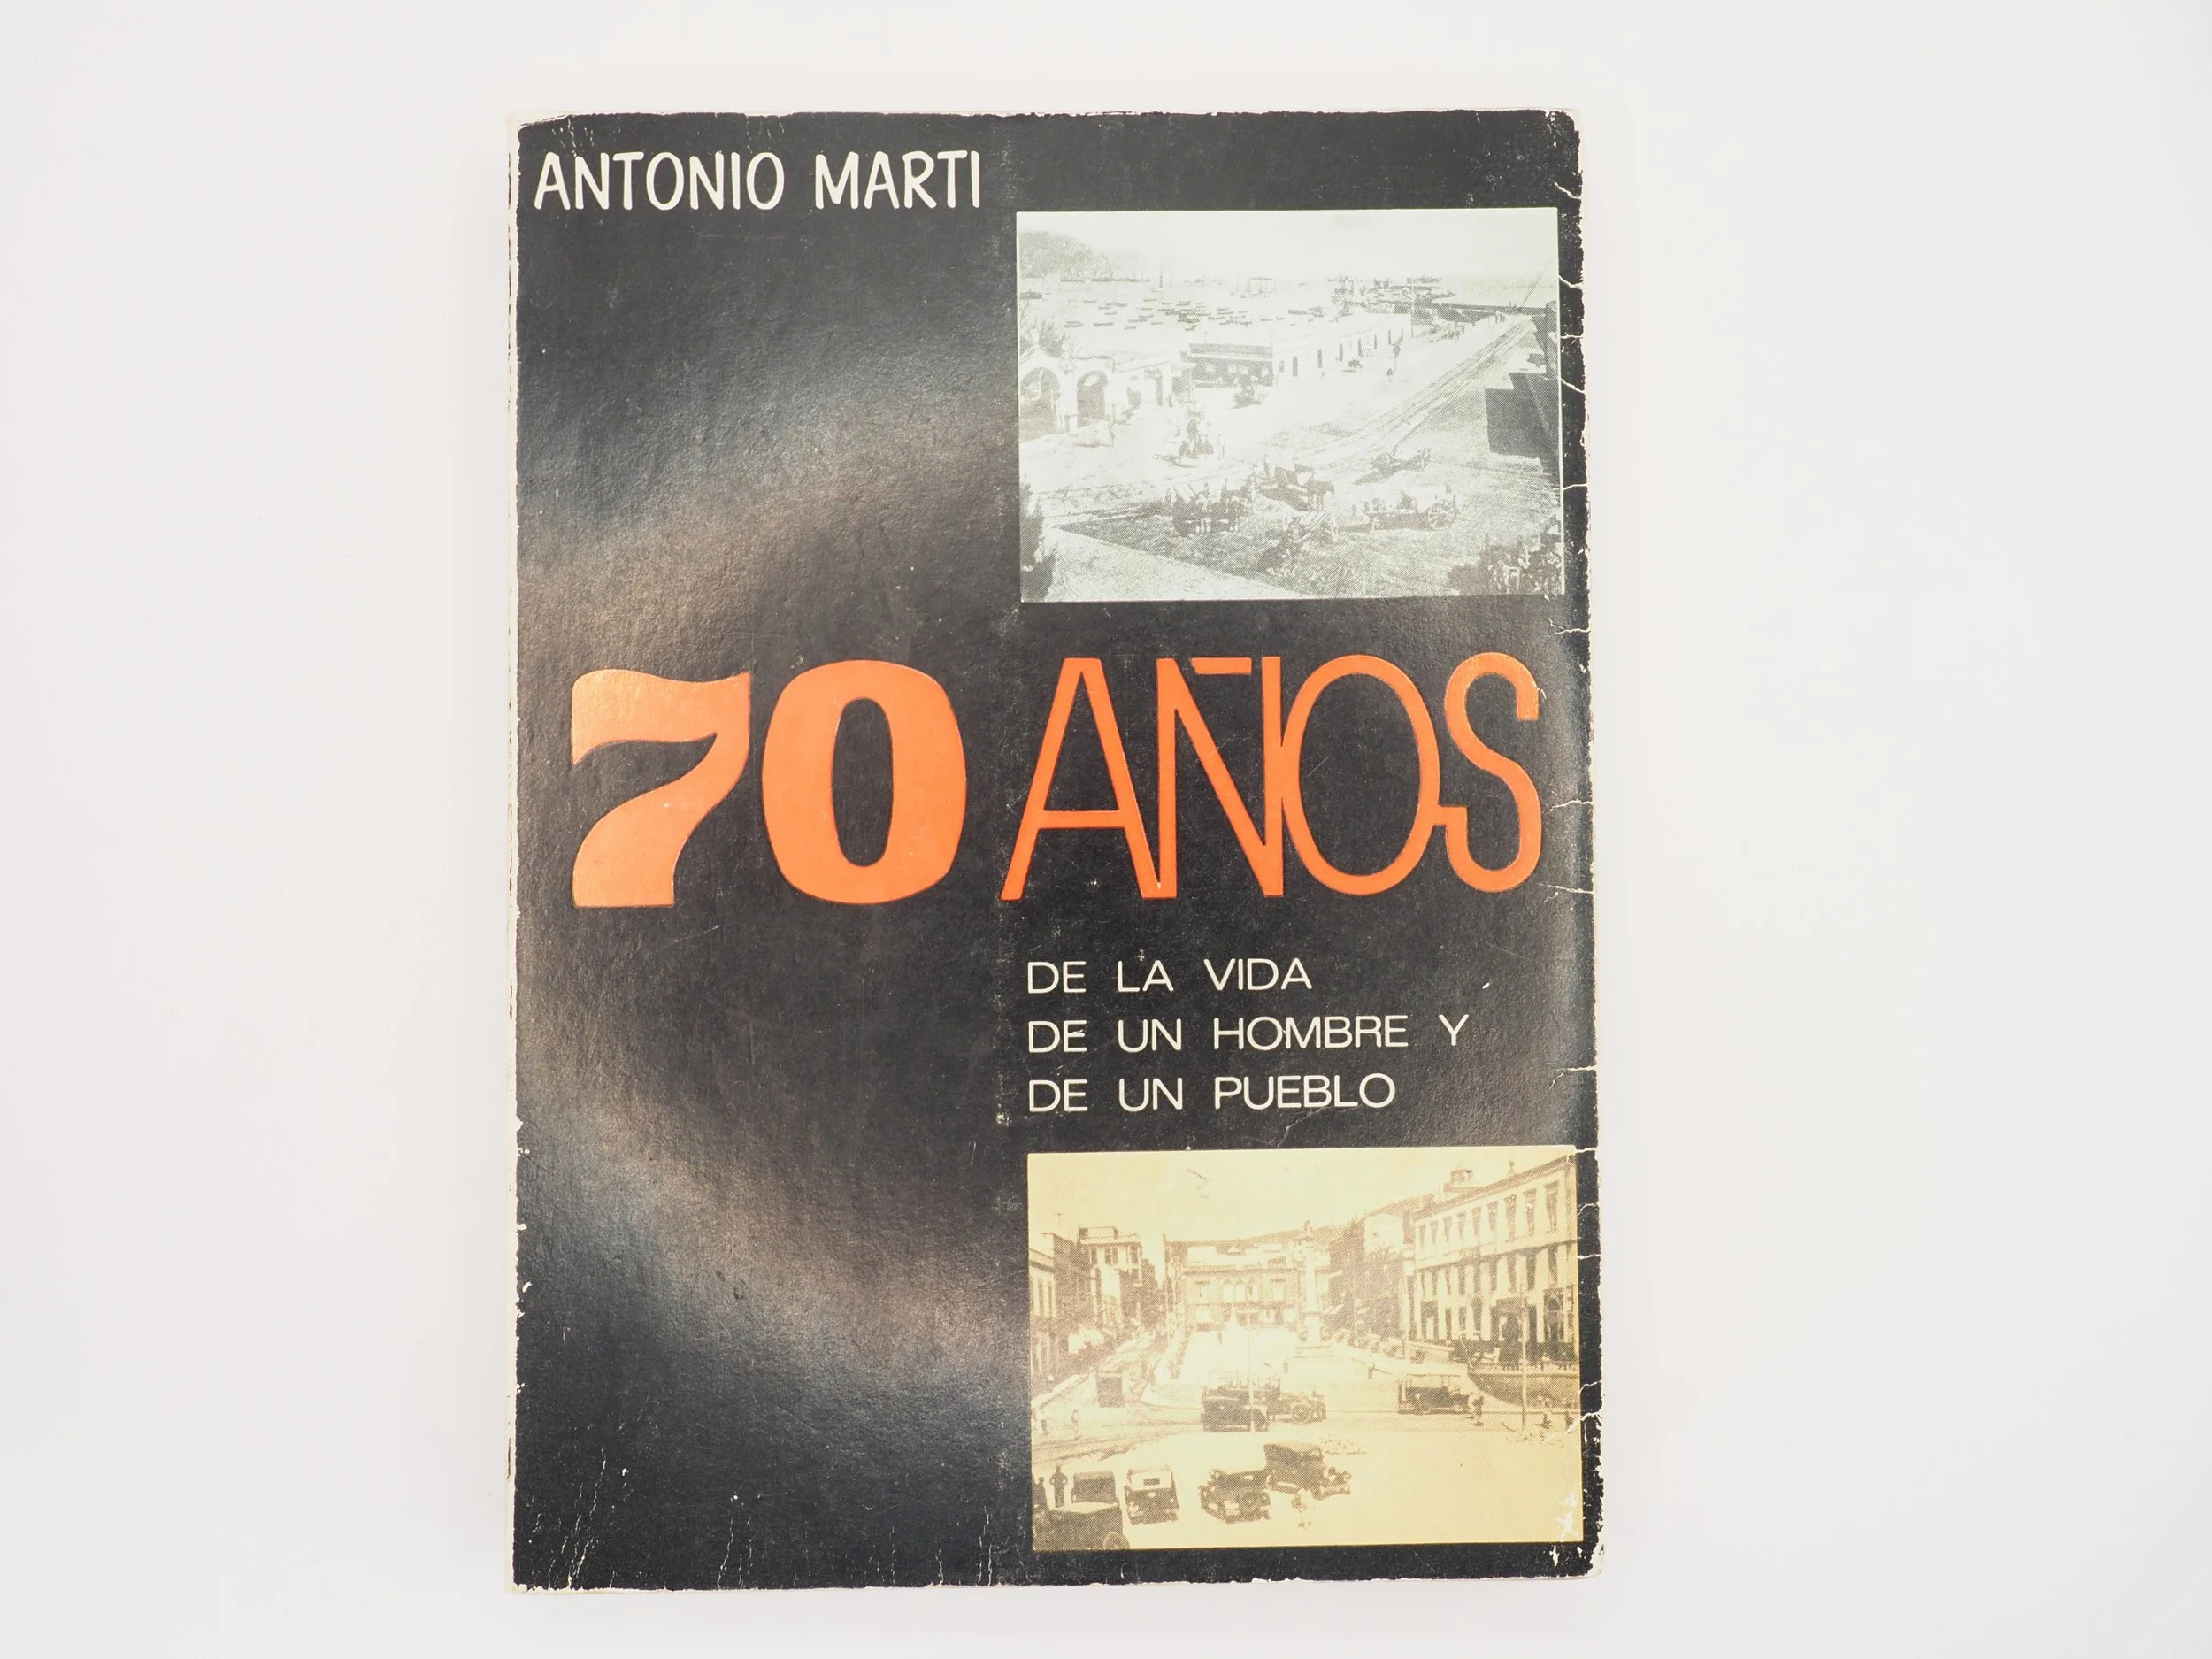 ANTONIO MARTI
70 AÑOS
DE LA VIDA
DE UN HOMBRE Y
DE UN PUEBLO